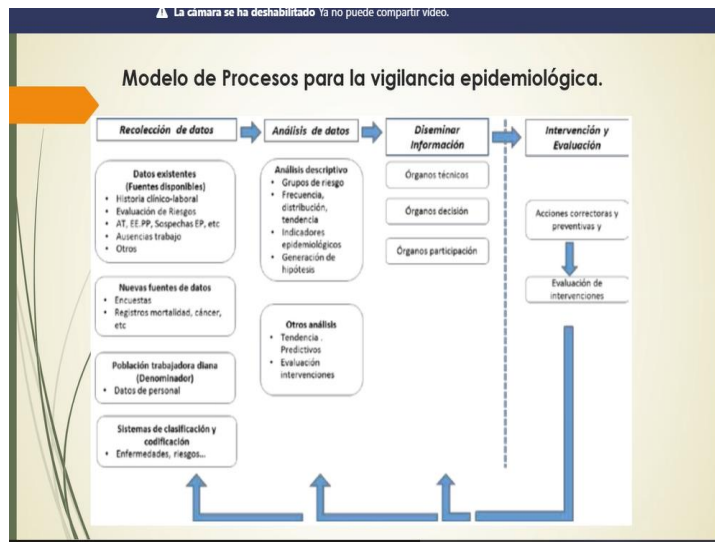 La cámara se ha deshabilitado Ya no puede compartir vídeo.
Modelo de Procesos para la vigilancia epidemiológica.
Recolección de datos
Datos existentes
(Fuentes disponibles)
• Historia clínico-laboral
• Evaluación de Riesgos
• AT, EE.PP, Sospechas EP, etc
• Ausencias trabajo
• Otros
Nuevas fuentes de datos
• Encuestas
• Registros mortalidad, cáncer,
etc
Población trabajadora diana
(Denominador)
• Datos de personal
Sistemas de clasificación y
codificación
• Enfermedades, riesgos...
Análisis de datos
Análisis descriptivo
• Grupos de riesgo
• Frecuencia,
distribución,
tendencia
• Indicadores
epidemiológicos
• Generación de
hipótesis
Otros análisis
• Tendencia .
Predictivos
• Evaluación
intervenciones
Diseminar
Información
Órganos técnicos
Órganos decisión
Órganos participación
Intervención y
Evaluación
Acciones correctoras y
preventivas y
Evaluación de
intervenciones